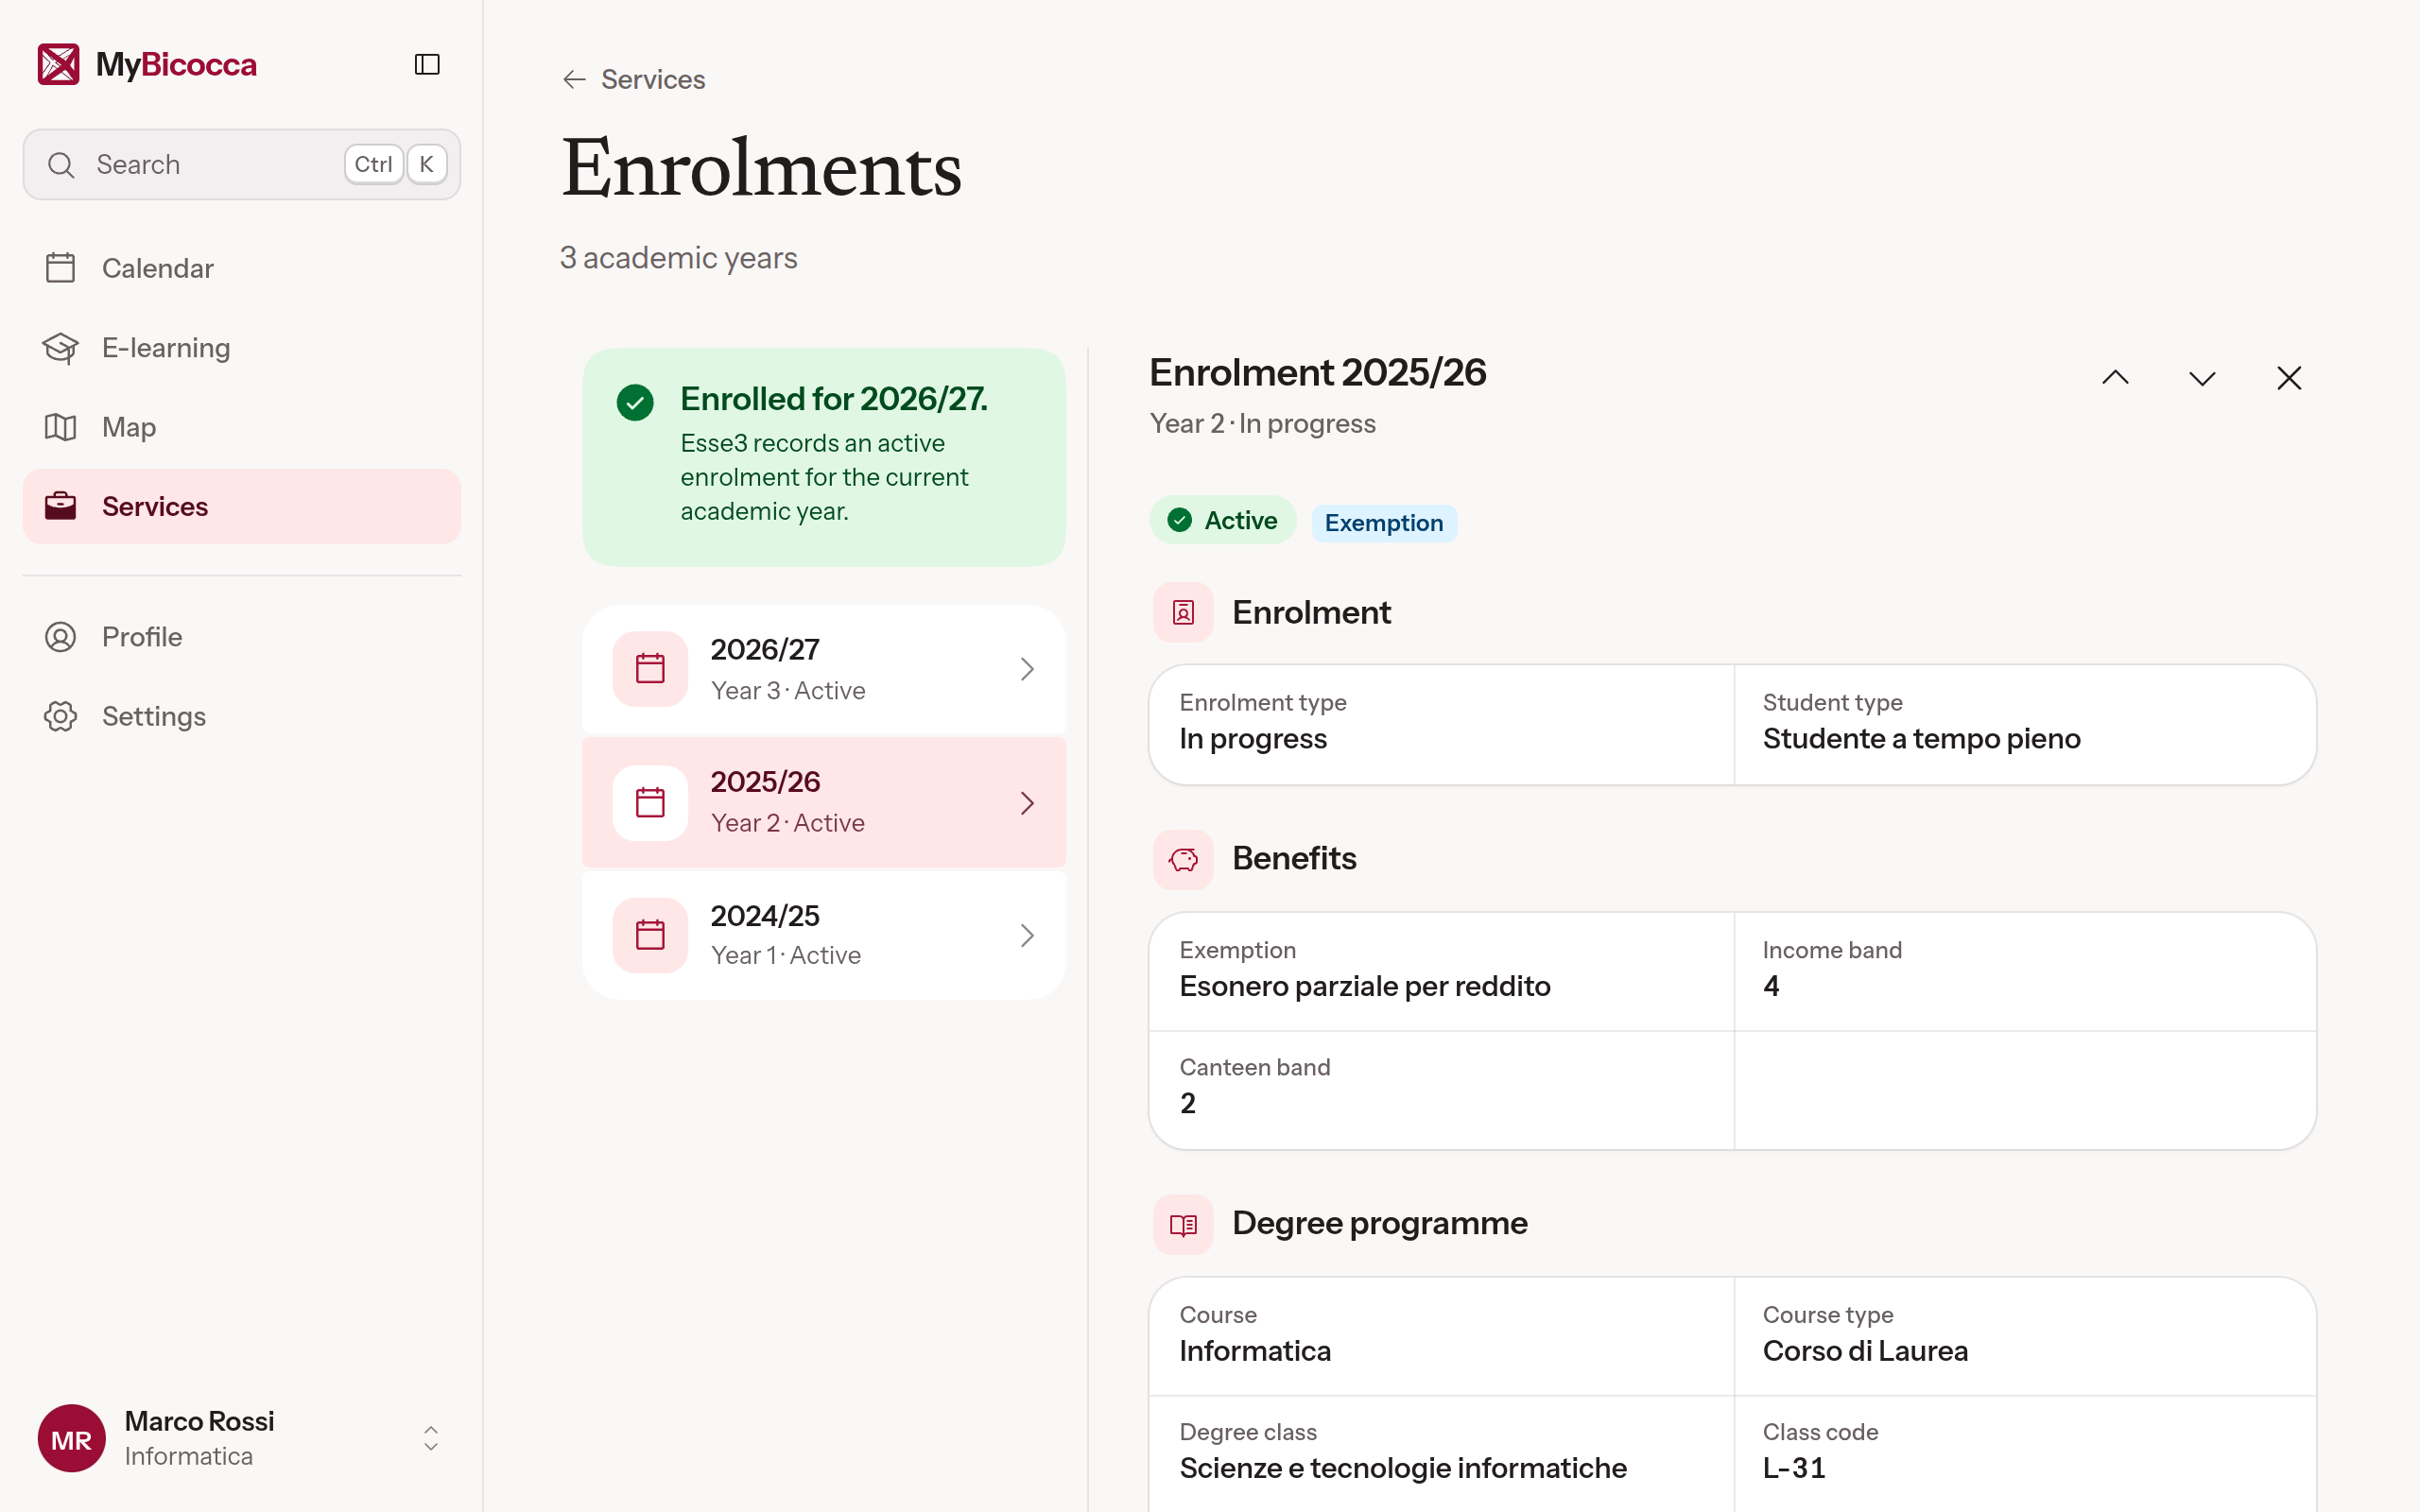 MyBicocca
Search Ctrl K
Calendar
E-learning
Map
Services
Profile
Settings
MR
Marco Rossi
Informatica
Services
Enrolments
3 academic years
Enrolled for 2026/27.
Esse3 records an active
enrolment for the current
academic year.
2026/27
Year 3 · Active
2025/26
Year 2 · Active
2024/25
Year 1 · Active
Enrolment 2025/26
Year 2 · In progress
Active Exemption
Enrolment
Enrolment type
In progress
Student type
Studente a tempo pieno
Benefits
Exemption
Esonero parziale per reddito
Income band
4
Canteen band
2
Degree programme
Course
Informatica
Course type
Corso di Laurea
Degree class
Scienze e tecnologie informatiche
Class code
L-31